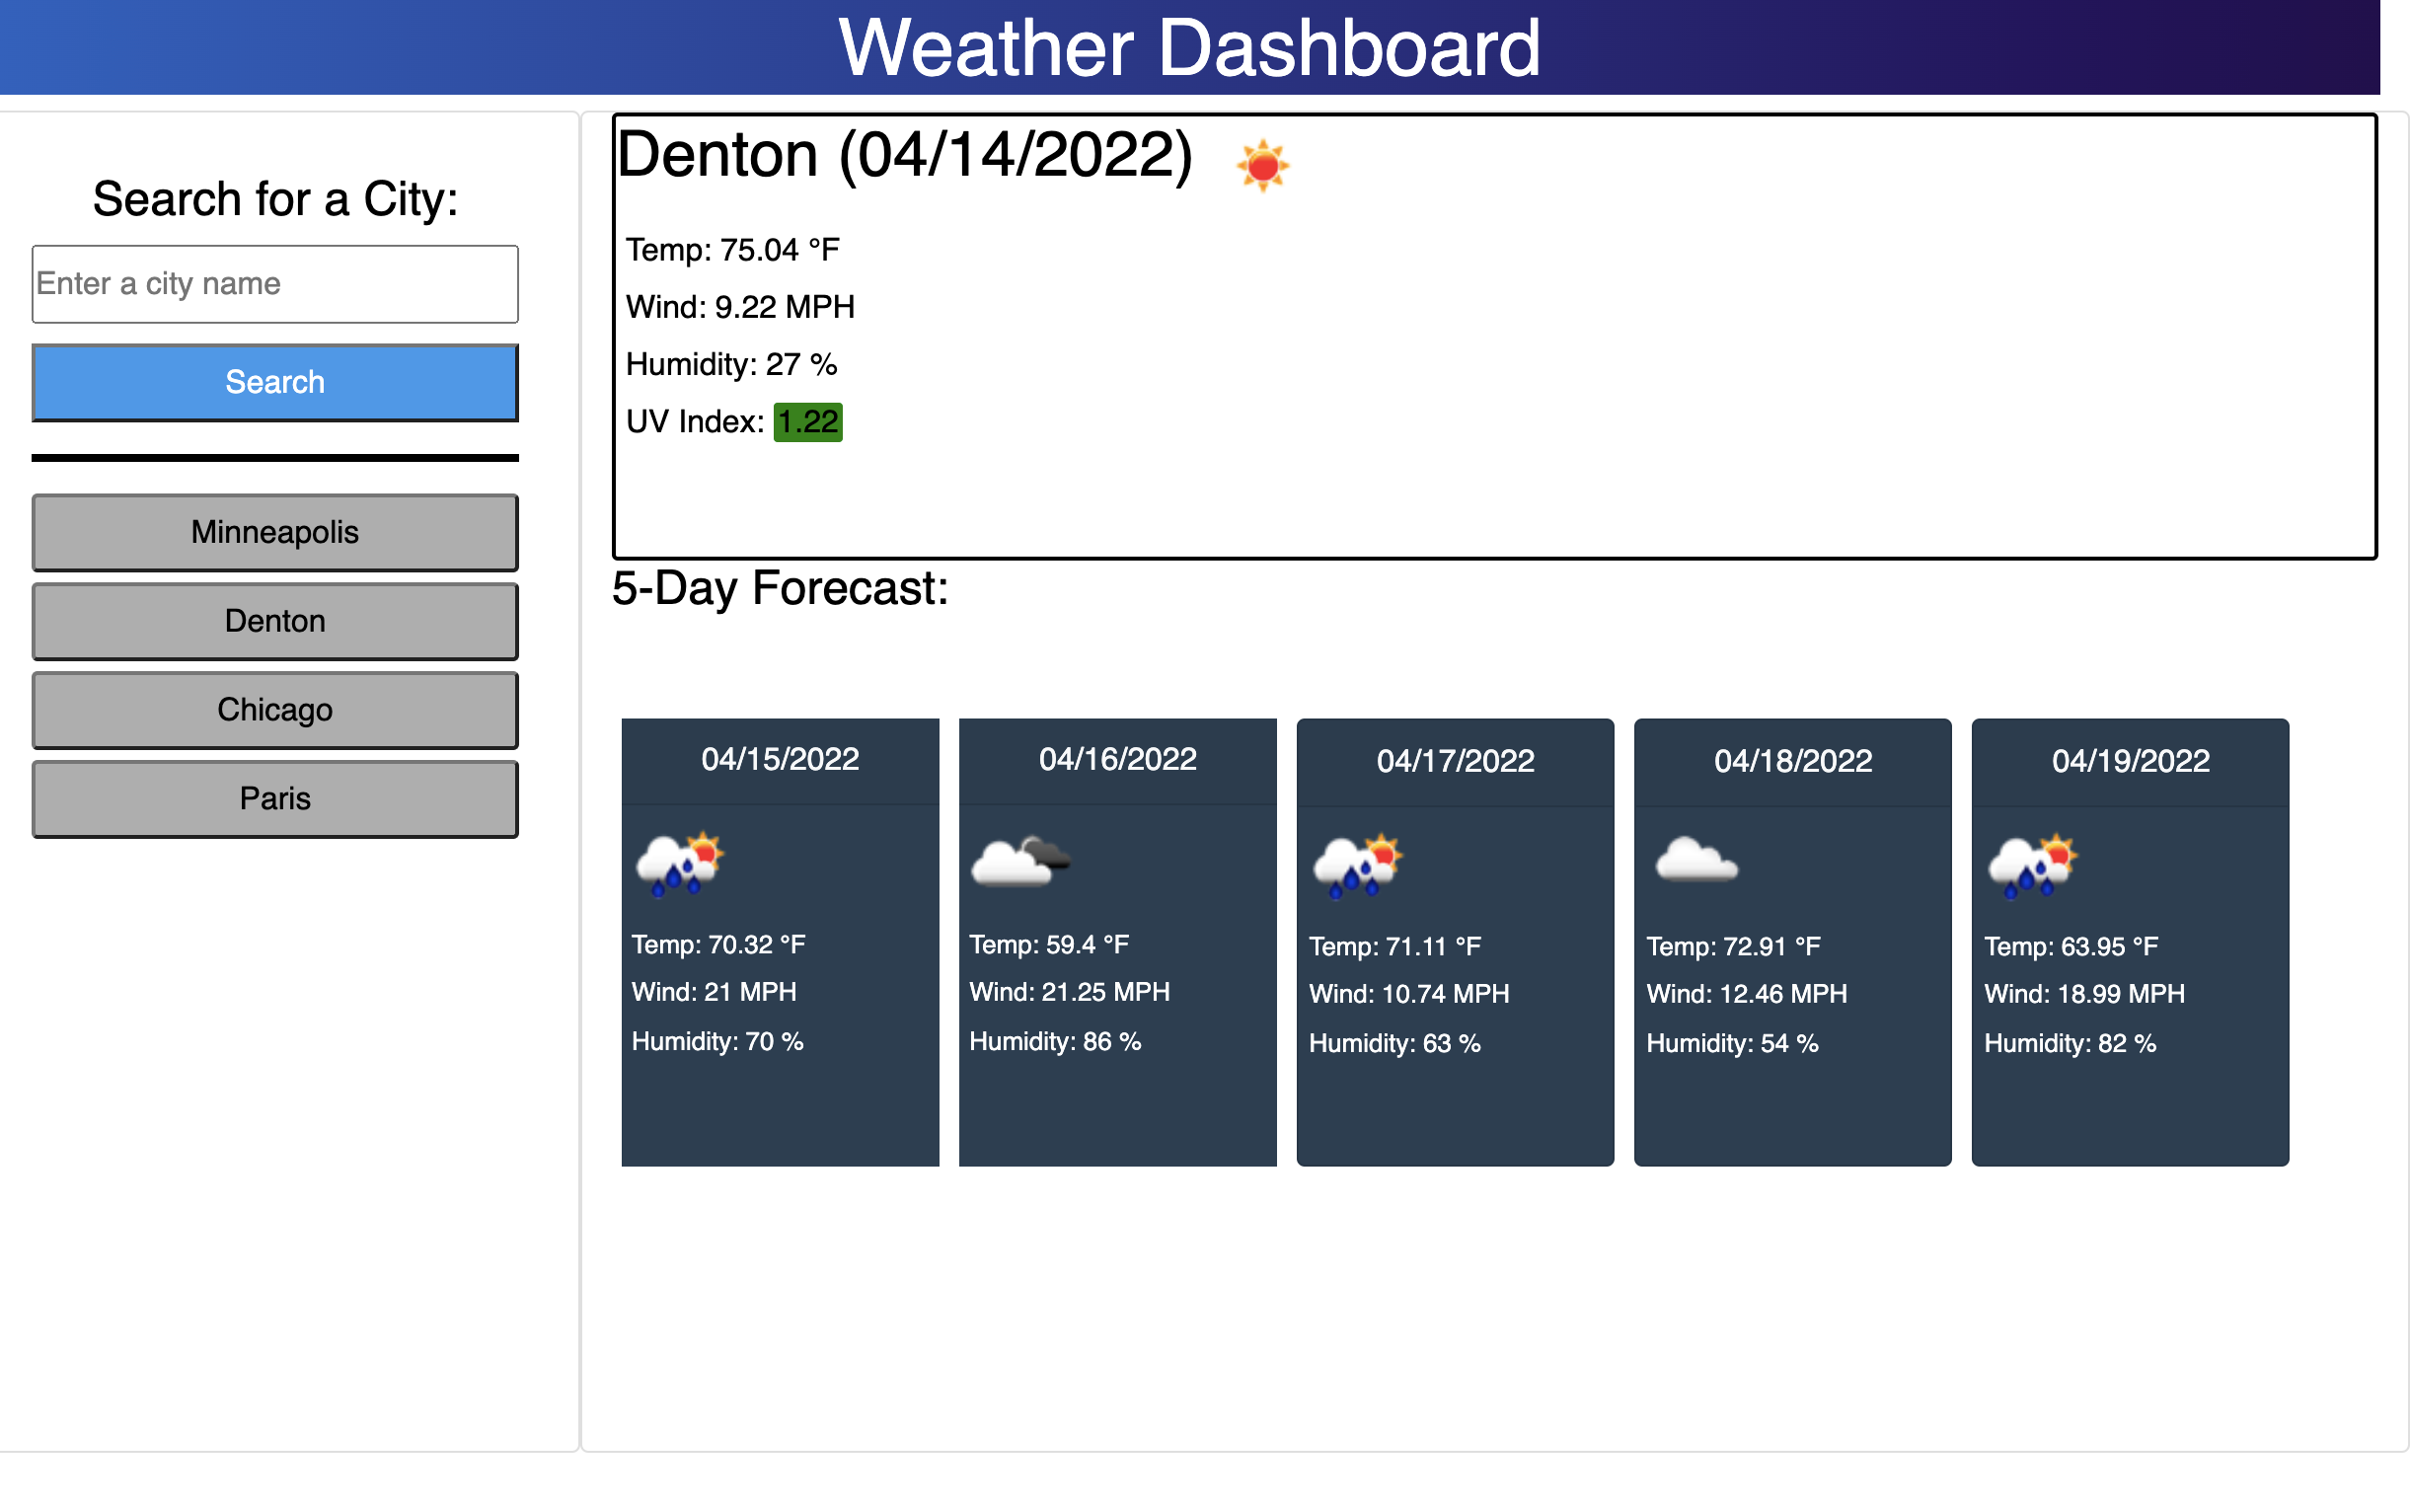 Weather Dashboard
Search for a City:
Enter a city name
Search
Minneapolis
Denton
Chicago
Paris
Denton (04/14/2022)
Temp: 75.04 °F
Wind: 9.22 MPH
Humidity: 27 %
UV Index: 1.22
5-Day Forecast:
04/15/2022
Temp: 70.32 °F
Wind: 21 MPH
Humidity: 70 %
04/16/2022
Temp: 59.4 °F
Wind: 21.25 MPH
Humidity: 86 %
04/17/2022
Temp: 71.11 °F
Wind: 10.74 MPH
Humidity: 63 %
04/18/2022
Temp: 72.91 °F
Wind: 12.46 MPH
Humidity: 54 %
04/19/2022
Temp: 63.95 °F
Wind: 18.99 MPH
Humidity: 82 %